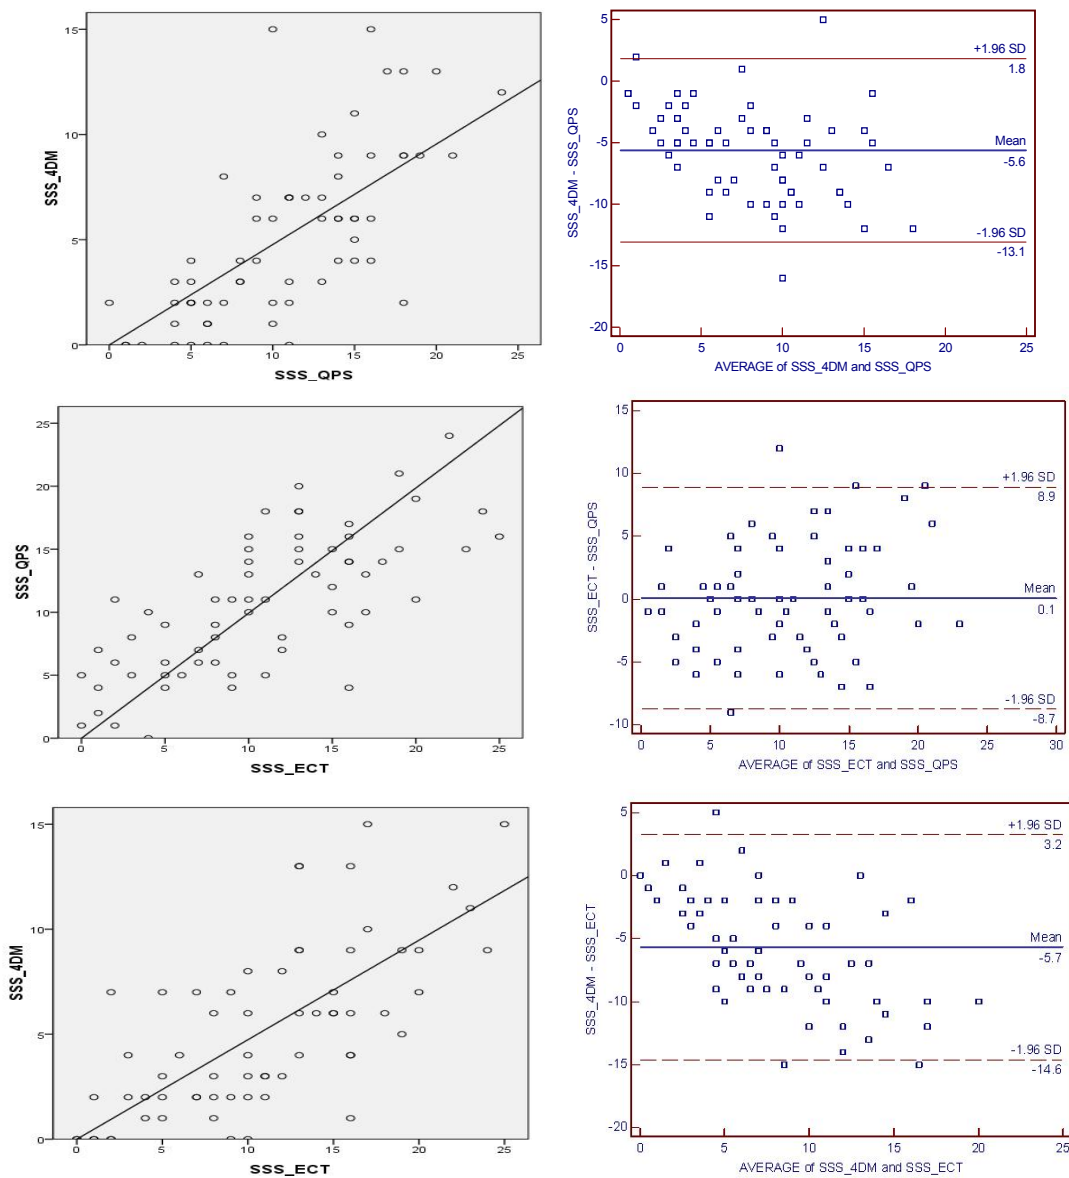 15
10
5
0
SSS_4DM
0 5 10 15 20 25
SSS_QPS
5
0
-5
-10
-15
-20
SSS_4DM - SSS_QPS
+1.96 SD
1.8
Mean
-5.6
-1.96 SD
-13.1
0 5 10 15 20 25
AVERAGE of SSS_4DM and SSS_QPS
25
20
15
10
5
0
SSS_QPS
0 5 10 15 20 25
SSS_ECT
15
10
5
0
-5
-10
SSS_ECT - SSS_QPS
+1.96 SD
8.9
Mean
0.1
-1.96 SD
-8.7
0 5 10 15 20 25 30
AVERAGE of SSS_ECT and SSS_QPS
15
10
5
0
SSS_4DM
0 5 10 15 20 25
SSS_ECT
5
0
-5
-10
-15
-20
SSS_4DM - SSS_ECT
+1.96 SD
3.2
Mean
-5.7
-1.96 SD
-14.6
0 5 10 15 20 25
AVERAGE of SSS_4DM and SSS_ECT